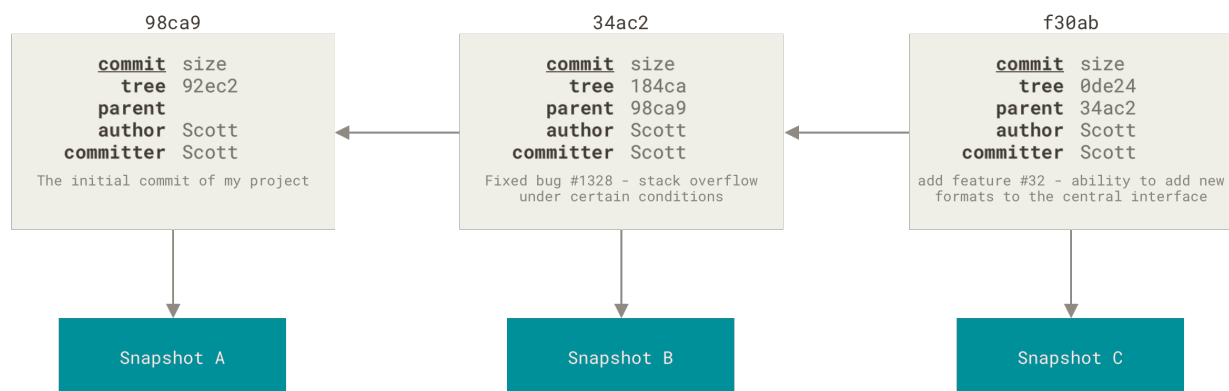 98ca9
commit size
tree 92ec2
parent
author Scott
committer Scott
The initial commit of my project
Snapshot A
34ac2
commit size
tree 184ca
parent 98ca9
author Scott
committer Scott
Fixed bug #1328 - stack overflow
under certain conditions
Snapshot B
f30ab
commit size
tree 0de24
parent 34ac2
author Scott
committer Scott
add feature #32 - ability to add new
formats to the central interface
Snapshot C